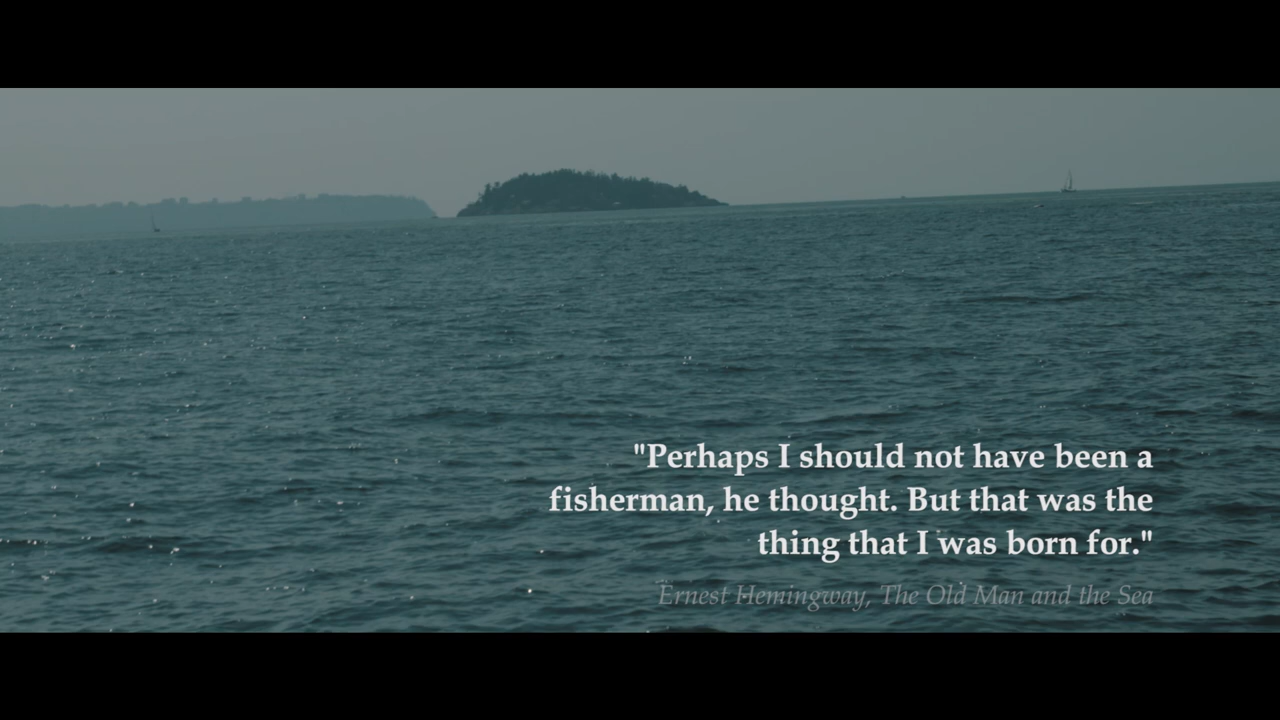 "Perhaps I should not have been a
fisherman, he thought. But that was the
thing that I was born for."
Ernest Hemingway, The Old Man and the Sea